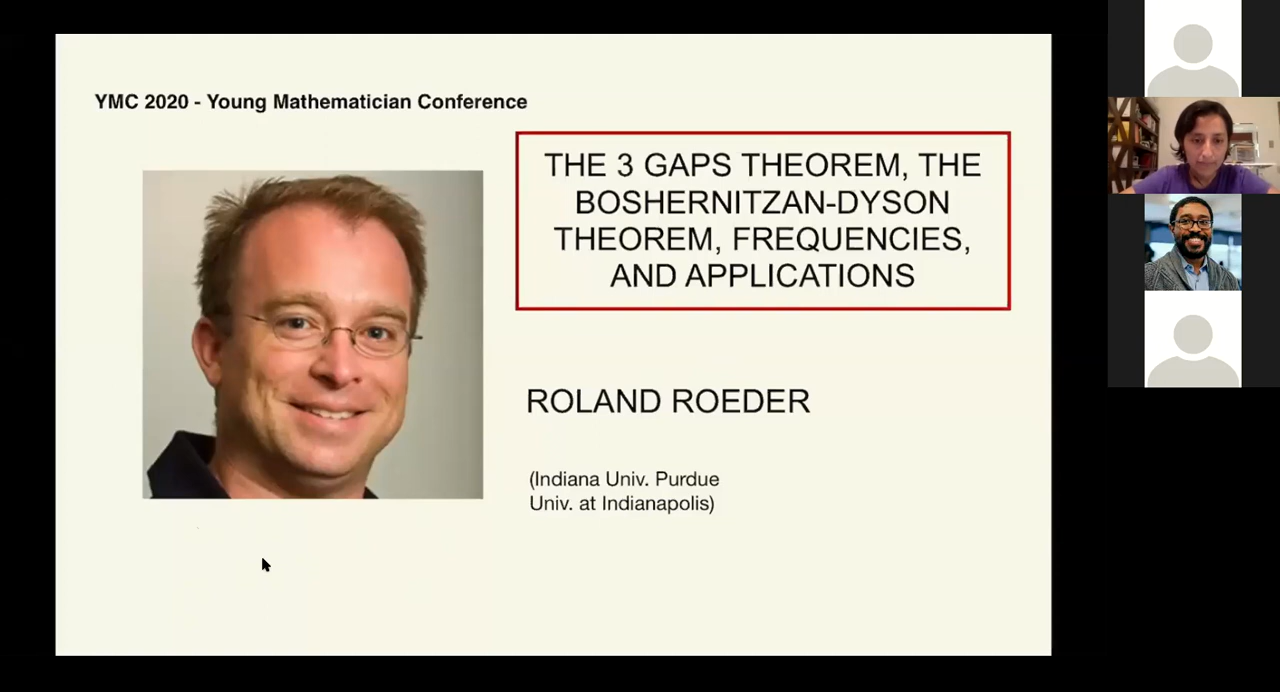 YMC 2020 - Young Mathematician Conference
THE 3 GAPS THEOREM, THE
BOSHERNITZAN-DYSON
THEOREM, FREQUENCIES,
AND APPLICATIONS
ROLAND ROEDER
(Indiana Univ. Purdue
Univ. at Indianapolis)